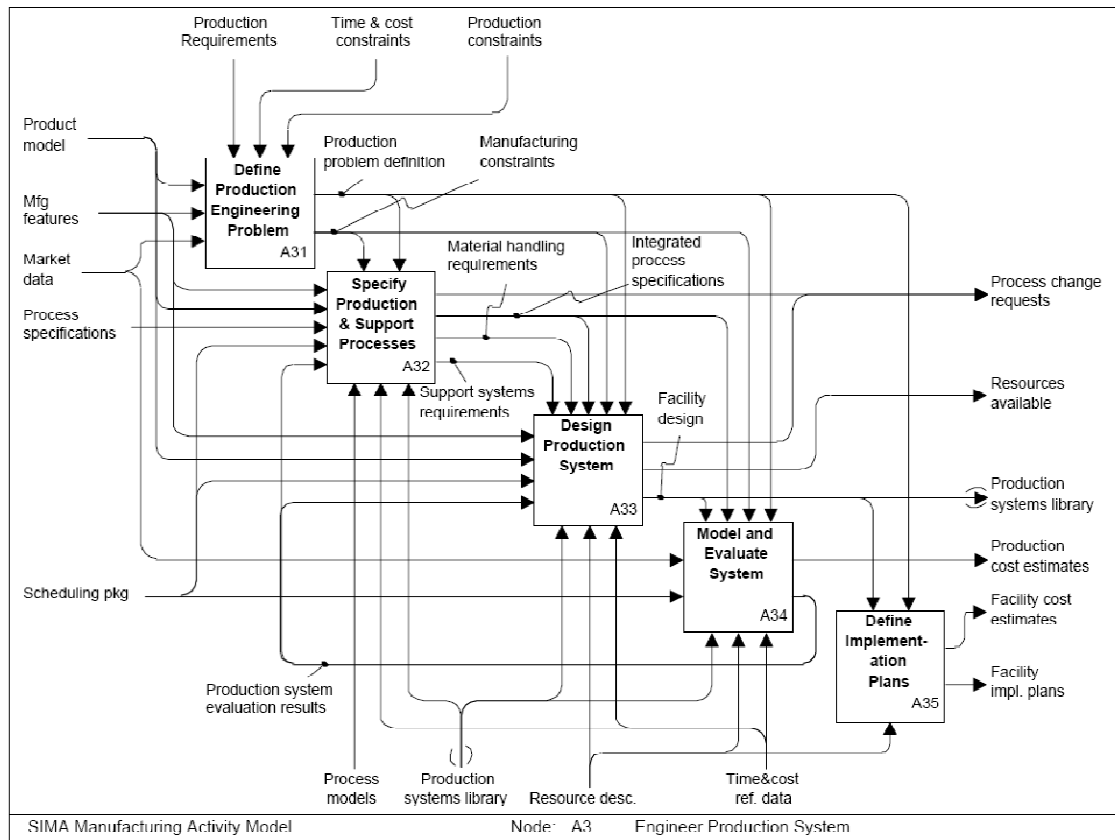 Production
Requirements
Time & cost
constraints
Production
constraints
Product
model
Production
problem definition
Manufacturing
constraints
Define
Production
Engineering
Problem
A31
Mfg
features
Market
data
Material handling
requirements
Integrated
process
specifications
Specify
Production
& Support
Processes
A32
Process change
requests
Process
specifications
Support systems
requirements
Facility
design
Resources
available
Design
Production
System
A33
Production
systems library
Model and
Evaluate
System
A34
Production
cost estimates
Scheduling pkg
Facility cost
estimates
Define
Implement-
ation
Plans
A35
Facility
impl. plans
Production system
evaluation results
Process
models
Production
systems library
Resource desc.
Time&cost
ref. data
SIMA Manufacturing Activity Model
Node: A3
Engineer Production System